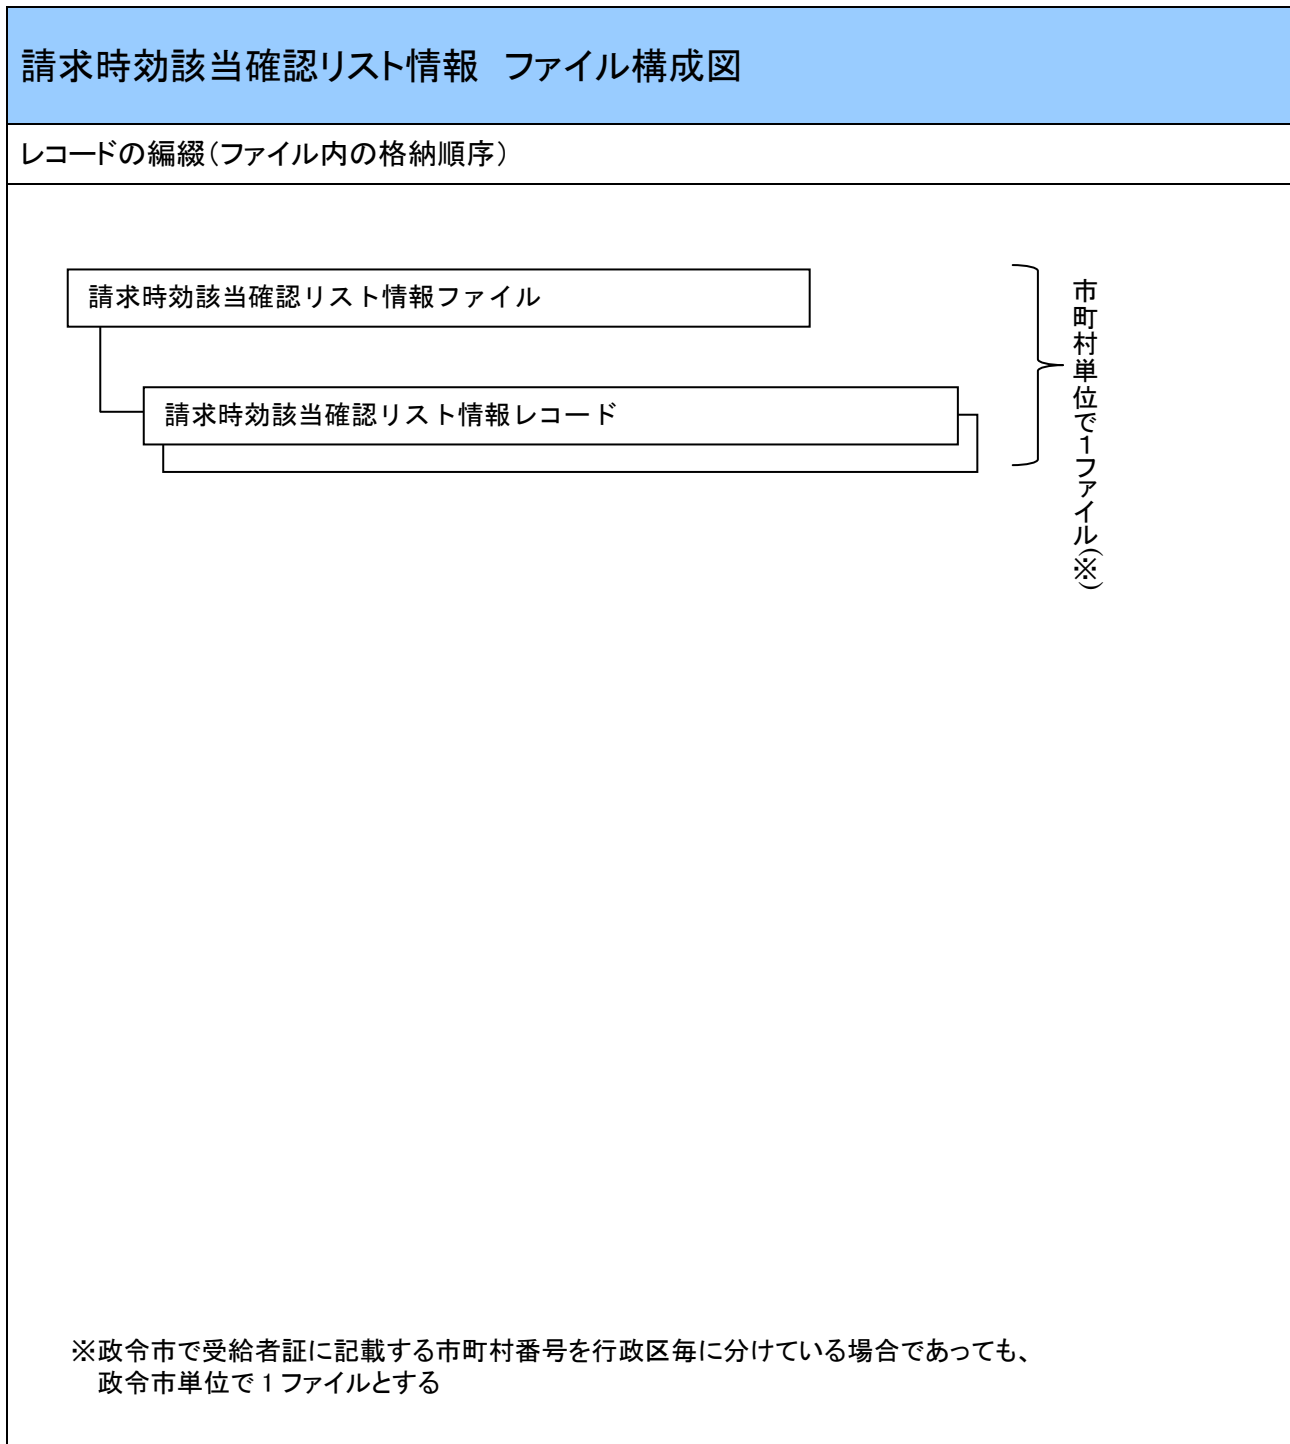 請求時効該当確認リスト情報　ファイル構成図
レコードの編綴（ファイル内の格納順序）
請求時効該当確認リスト情報ファイル
請求時効該当確認リスト情報レコード
市町村単位で１ファイル(※)
※政令市で受給者証に記載する市町村番号を行政区毎に分けている場合であっても、
政令市単位で１ファイルとする